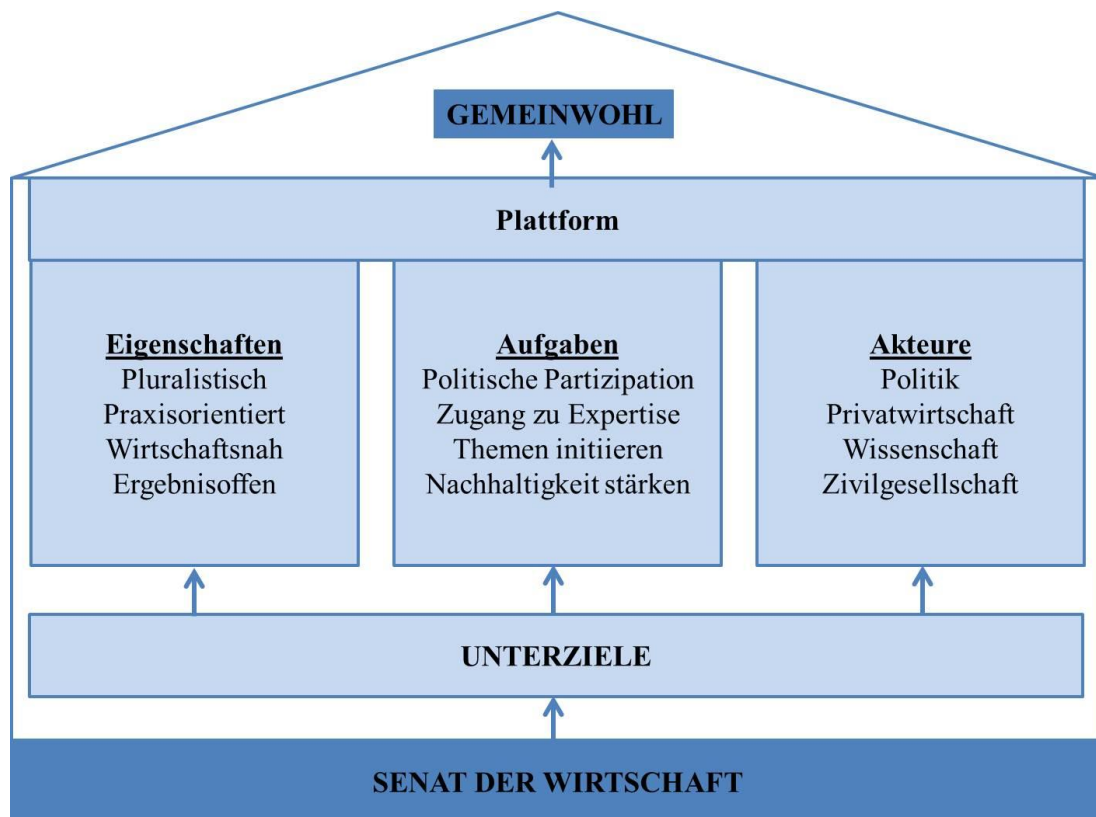 GEMEINWOHL
Plattform
Eigenschaften
Pluralistisch
Praxisorientiert
Wirtschaftsnah
Ergebnisoffen
Aufgaben
Politische Partizipation
Zugang zu Expertise
Themen initiieren
Nachhaltigkeit stärken
Akteure
Politik
Privatwirtschaft
Wissenschaft
Zivilgesellschaft
UNTERZIELE
SENAT DER WIRTSCHAFT